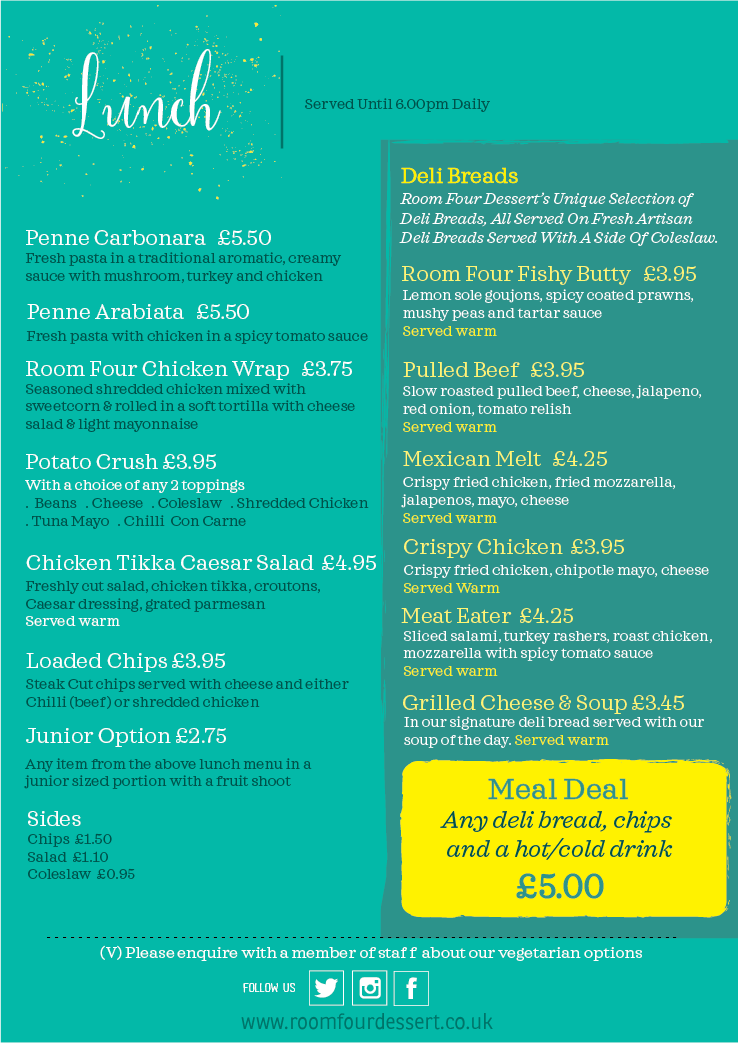 Lunch
Served Until 6.00pm Daily
Penne Carbonara £5.50
Fresh pasta in a traditional aromatic, creamy
sauce with mushroom, turkey and chicken
Penne Arabiata £5.50
Fresh pasta with chicken in a spicy tomato sauce
Room Four Chicken Wrap £3.75
Seasoned shredded chicken mixed with
sweetcorn & rolled in a soft tortilla with cheese
salad & light mayonnaise
Potato Crush £3.95
With a choice of any 2 toppings
. Beans . Cheese . Coleslaw . Shredded Chicken
. Tuna Mayo . Chilli Con Carne
Chicken Tikka Caesar Salad £4.95
Freshly cut salad, chicken tikka, croutons,
Caesar dressing, grated parmesan
Served warm
Loaded Chips £3.95
Steak Cut chips served with cheese and either
Chilli (beef) or shredded chicken
Junior Option £2.75
Any item from the above lunch menu in a
junior sized portion with a fruit shoot
Sides
Chips £1.50
Salad £1.10
Coleslaw £0.95
Deli Breads
Room Four Dessert's Unique Selection of
Deli Breads, All Served On Fresh Artisan
Deli Breads Served With A Side Of Coleslaw.
Room Four Fishy Butty £3.95
Lemon sole goujons, spicy coated prawns,
mushy peas and tartar sauce
Served warm
Pulled Beef £3.95
Slow roasted pulled beef, cheese, jalapeno,
red onion, tomato relish
Served warm
Mexican Melt £4.25
Crispy fried chicken, fried mozzarella,
jalapenos, mayo, cheese
Served warm
Crispy Chicken £3.95
Crispy fried chicken, chipotle mayo, cheese
Served Warm
Meat Eater £4.25
Sliced salami, turkey rashers, roast chicken,
mozzarella with spicy tomato sauce
Served warm
Grilled Cheese & Soup £3.45
In our signature deli bread served with our
soup of the day. Served warm
Meal Deal
Any deli bread, chips
and a hot/cold drink
£5.00
(V) Please enquire with a member of staff about our vegetarian options
FOLLOW US
www.roomfourdessert.co.uk